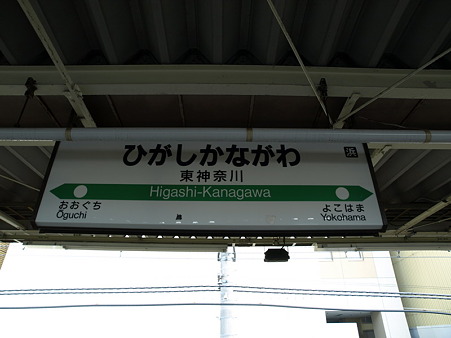 ひがしかながわ
浜
東神奈川
Higashi-Kanagawa
おおぐち
Ōguchi
よこはま
Yokohama